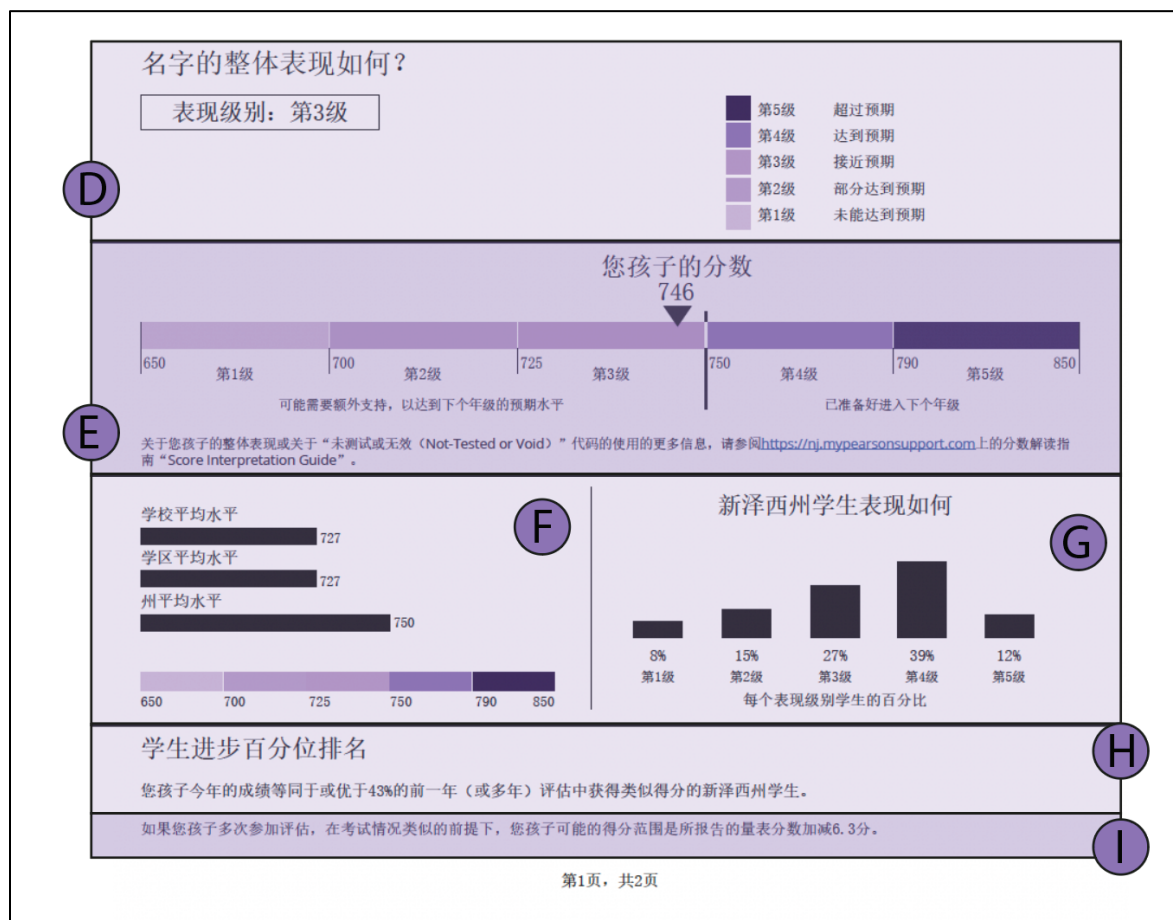 名字的整体表现如何？
表现级别：第3级
第5级 超过预期
第4级 达到预期
第3级 接近预期
第2级 部分达到预期
第1级 未能达到预期
D
您孩子的分数
746
650 700 725 750 790 850
第1级 第2级 第3级 第4级 第5级
可能需要额外支持，以达到下个年级的预期水平 已准备好进入下个年级
E
关于您孩子的整体表现或关于“未测试或无效（Not-Tested or Void）”代码的使用的更多信息，请参阅https://nj.mypearsonsupport.com上的分数解读指
南“Score Interpretation Guide”。
学校平均水平
727
学区平均水平
727
州平均水平
750
650 700 725 750 790 850
F
新泽西州学生表现如何
G
8% 15% 27% 39% 12%
第1级 第2级 第3级 第4级 第5级
每个表现级别学生的百分比
学生进步百分位排名
H
您孩子今年的成绩等同于或优于43%的前一年（或多年）评估中获得类似得分的新泽西州学生。
如果您孩子多次参加评估，在考试情况类似的前提下，您孩子可能的得分范围是所报告的量表分数加减6.3分。
I
第1页，共2页